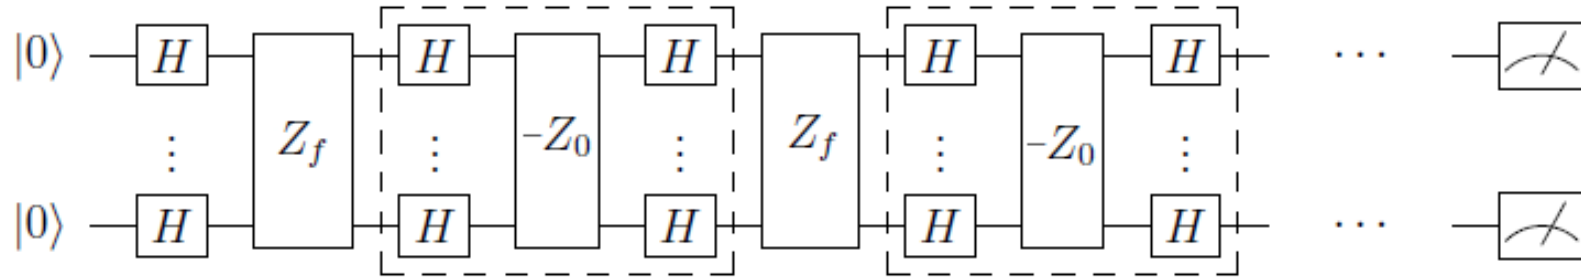 |0⟩ H Z_f H –Z_0 H Z_f H –Z_0 H ⋯
⋮ ⋮ ⋮ ⋮ ⋮
|0⟩ H H H H H ⋯